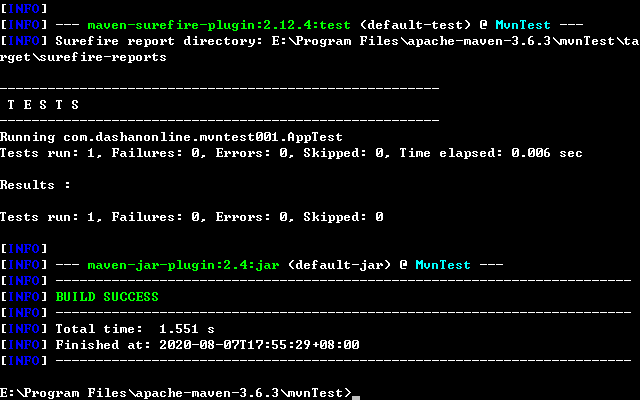 [INFO]
[INFO] --- maven-surefire-plugin:2.12.4:test (default-test) @ MvnTest ---
[INFO] Surefire report directory: E:\Program Files\apache-maven-3.6.3\mvnTest\ta
rget\surefire-reports
-------------------------------------------------------
 T E S T S
-------------------------------------------------------
Running com.dashanonline.mvntest001.AppTest
Tests run: 1, Failures: 0, Errors: 0, Skipped: 0, Time elapsed: 0.006 sec
Results :
Tests run: 1, Failures: 0, Errors: 0, Skipped: 0
[INFO]
[INFO] --- maven-jar-plugin:2.4:jar (default-jar) @ MvnTest ---
[INFO] ------------------------------------------------------------------------
[INFO] BUILD SUCCESS
[INFO] ------------------------------------------------------------------------
[INFO] Total time:  1.551 s
[INFO] Finished at: 2020-08-07T17:55:29+08:00
[INFO] ------------------------------------------------------------------------
E:\Program Files\apache-maven-3.6.3\mvnTest>